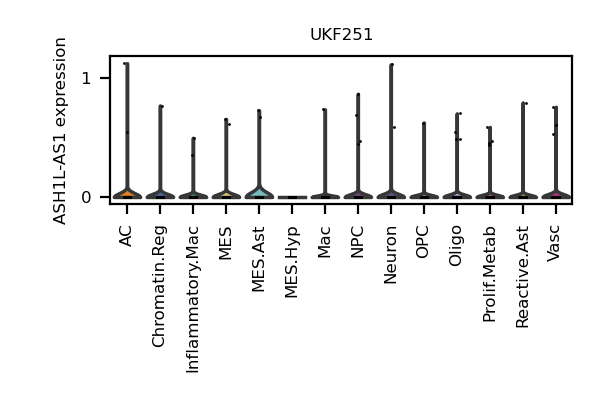 UKF251
ASH1L-AS1 expression
1
0
AC
Chromatin.Reg
Inflammatory.Mac
MES
MES.Ast
MES.Hyp
Mac
NPC
Neuron
OPC
Oligo
Prolif.Metab
Reactive.Ast
Vasc